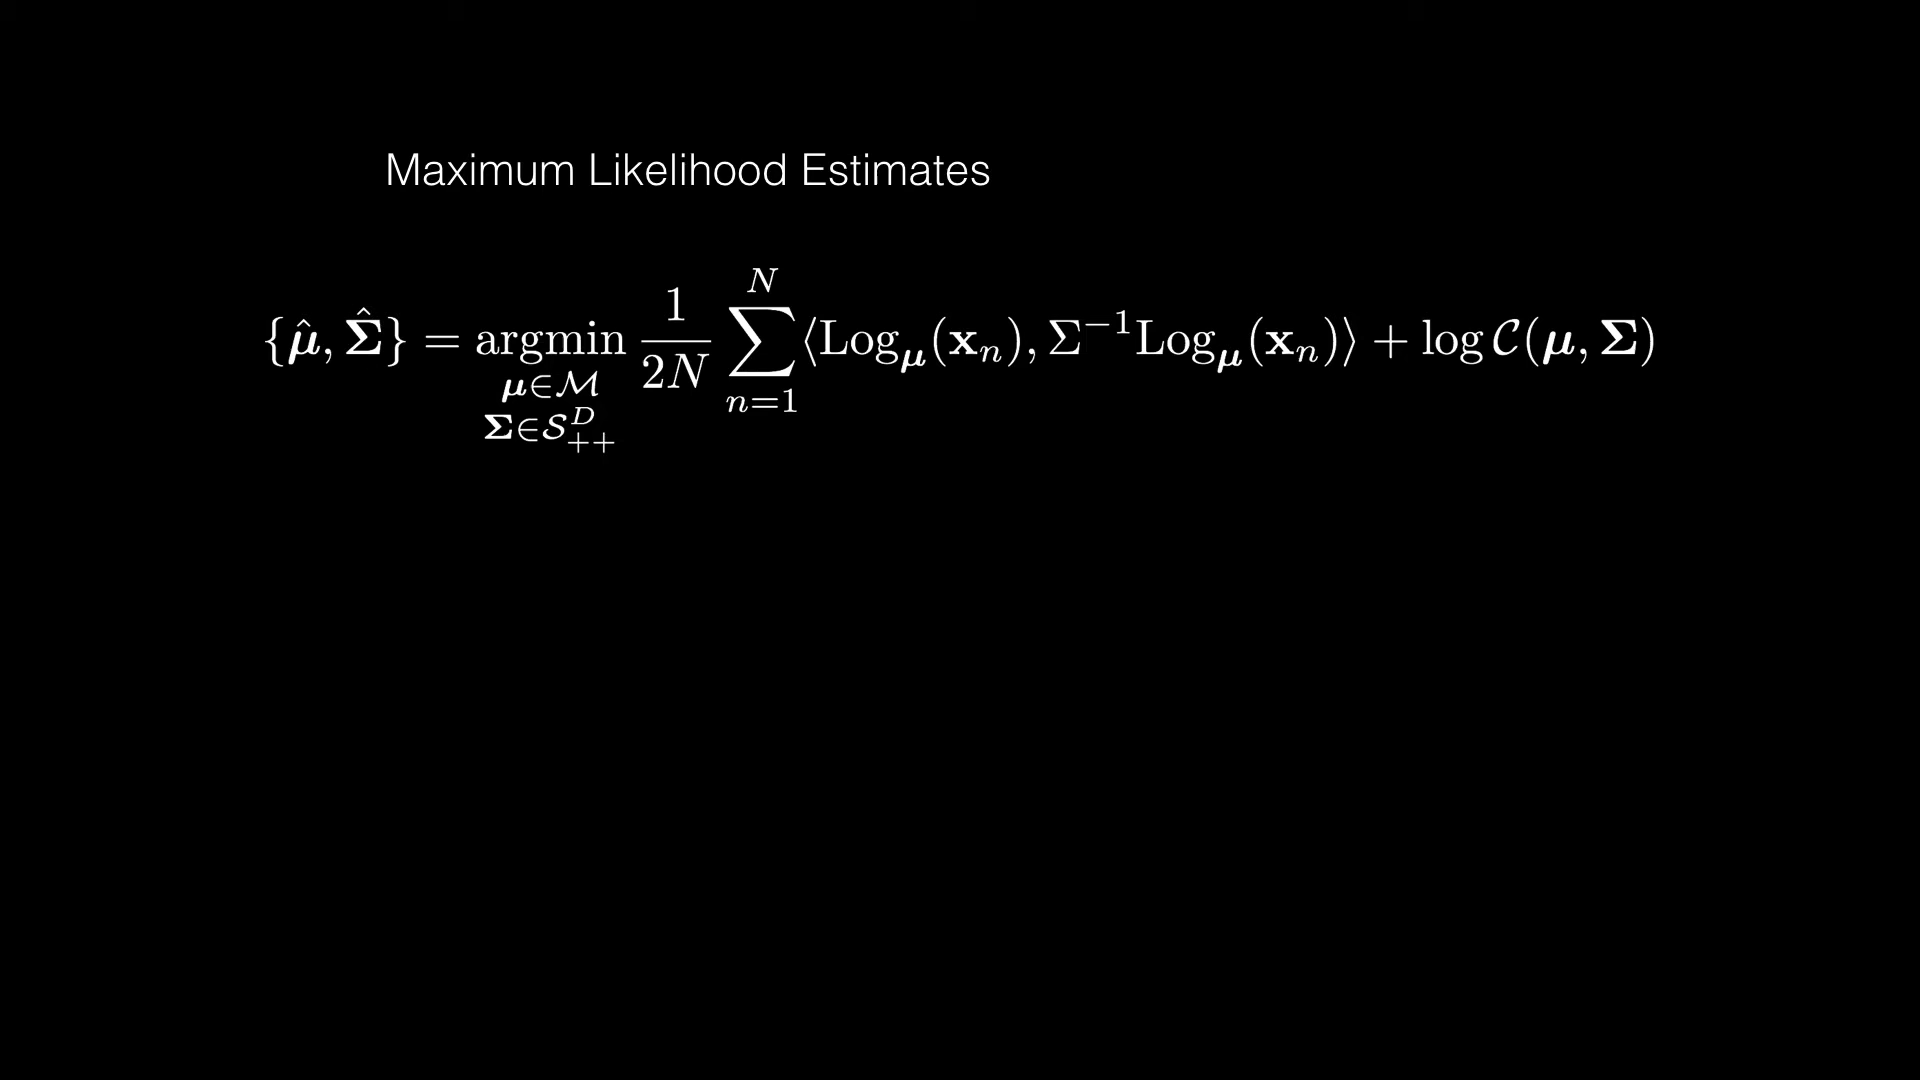 Maximum Likelihood Estimates
{μ̂, Σ̂} = argmin_{μ∈ℳ, Σ∈𝒮^D_{++}} 1/2N ∑_{n=1}^{N} ⟨Log_μ(x_n), Σ^{−1}Log_μ(x_n)⟩ + log 𝒞(μ, Σ)